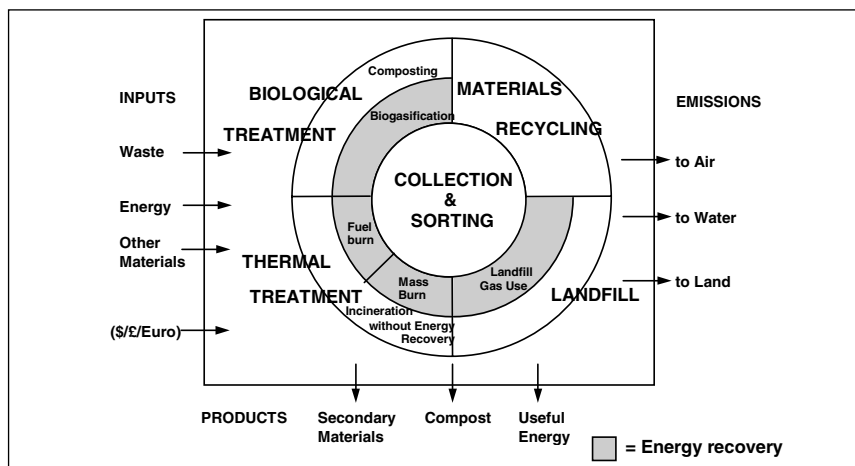 INPUTS
Waste
Energy
Other
Materials
($/£/Euro)
Composting
BIOLOGICAL
TREATMENT
Biogasification
MATERIALS
RECYCLING
COLLECTION
&
SORTING
Fuel
burn
THERMAL
TREATMENT
Mass
Burn
Incineration
without Energy
Recovery
Landfill
Gas Use
LANDFILL
EMISSIONS
to Air
to Water
to Land
PRODUCTS
Secondary
Materials
Compost
Useful
Energy
= Energy recovery